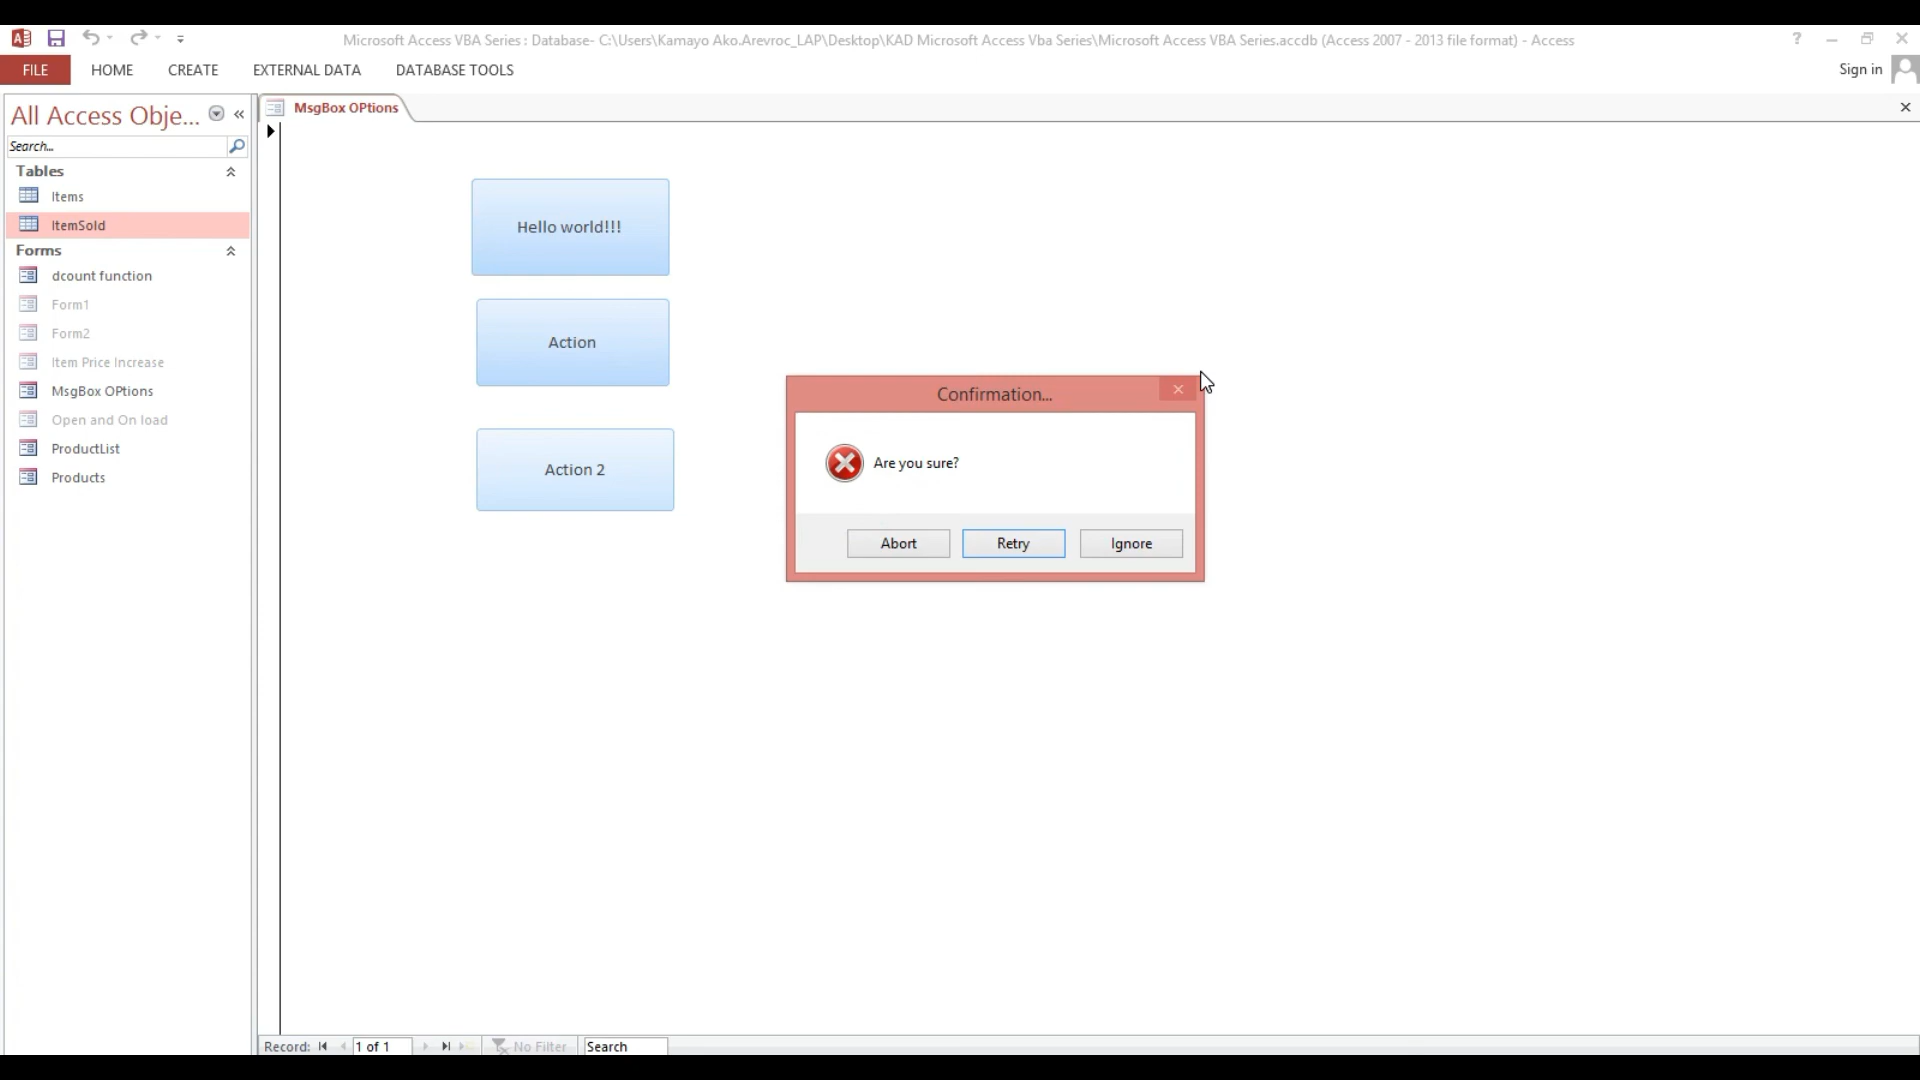 Microsoft Access VBA Series : Database- C:\Users\Kamayo Ako.Arevroc_LAP\Desktop\KAD Microsoft Access Vba Series\Microsoft Access VBA Series.accdb (Access 2007 - 2013 file format) - Access
FILE HOME CREATE EXTERNAL DATA DATABASE TOOLS Sign in
All Access Obje...
Search...
Tables
Items
ItemSold
Forms
dcount function
Form1
Form2
Item Price Increase
MsgBox OPtions
Open and On load
ProductList
Products
MsgBox OPtions
Hello world!!!
Action
Action 2
Confirmation...
Are you sure?
Abort Retry Ignore
Record: 1 of 1 No Filter Search